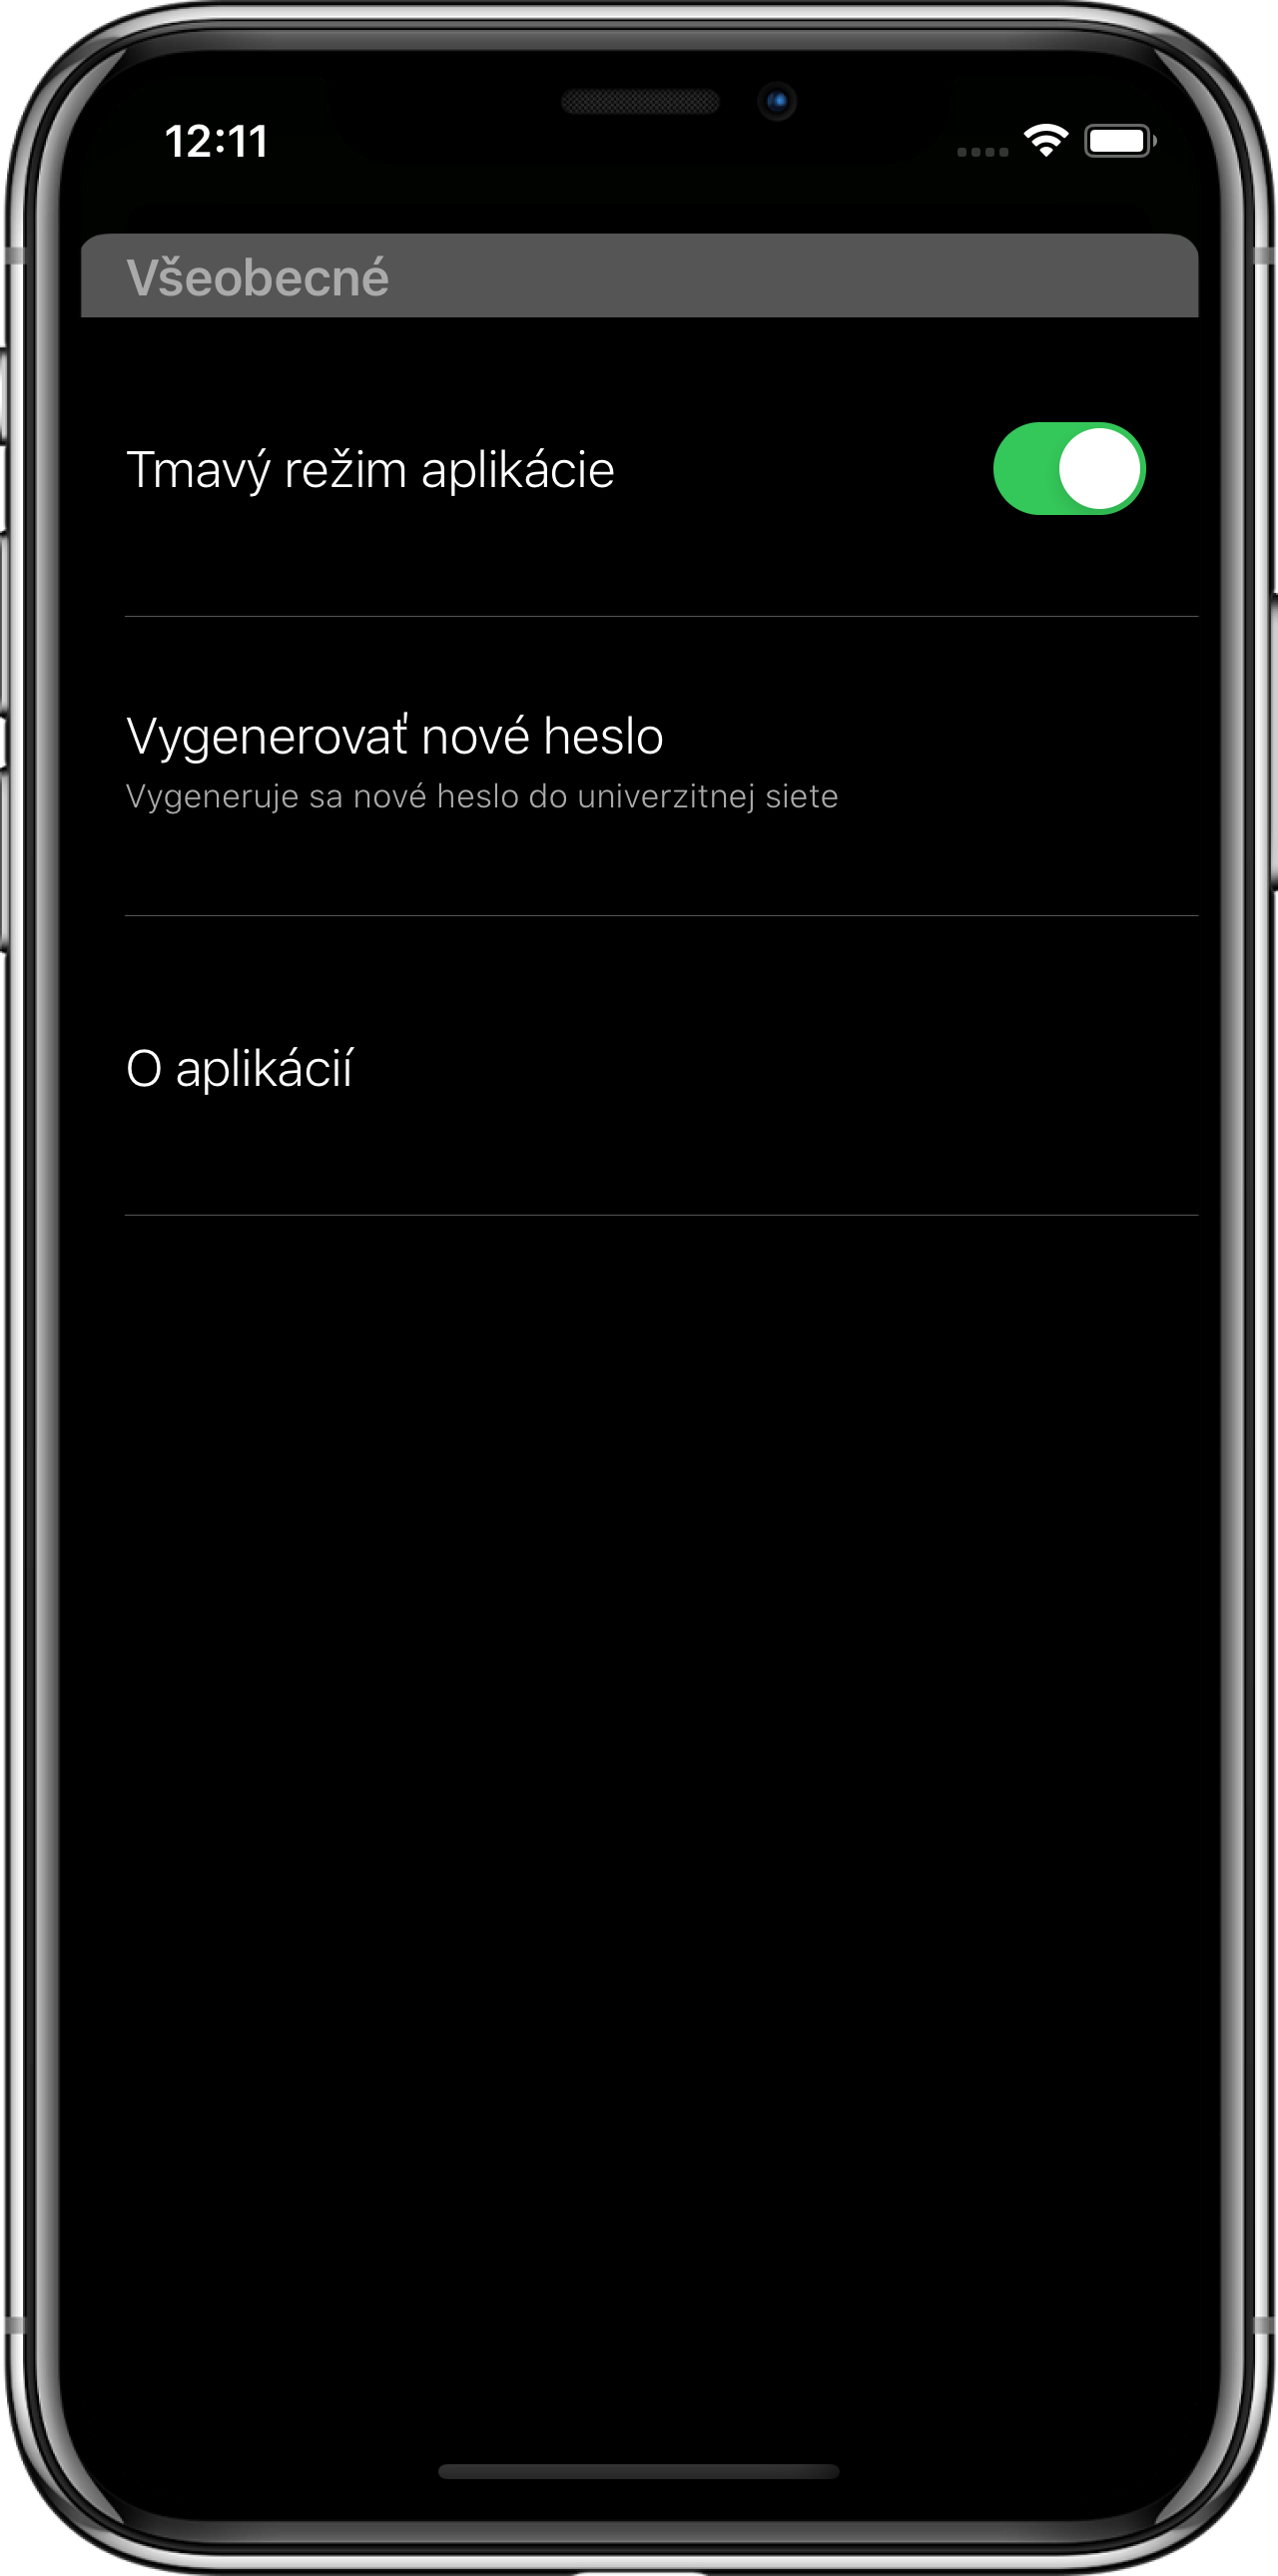 12:11
Všeobecné
Tmavý režim aplikácie
Vygenerovať nové heslo
Vygeneruje sa nové heslo do univerzitnej siete
O aplikácií